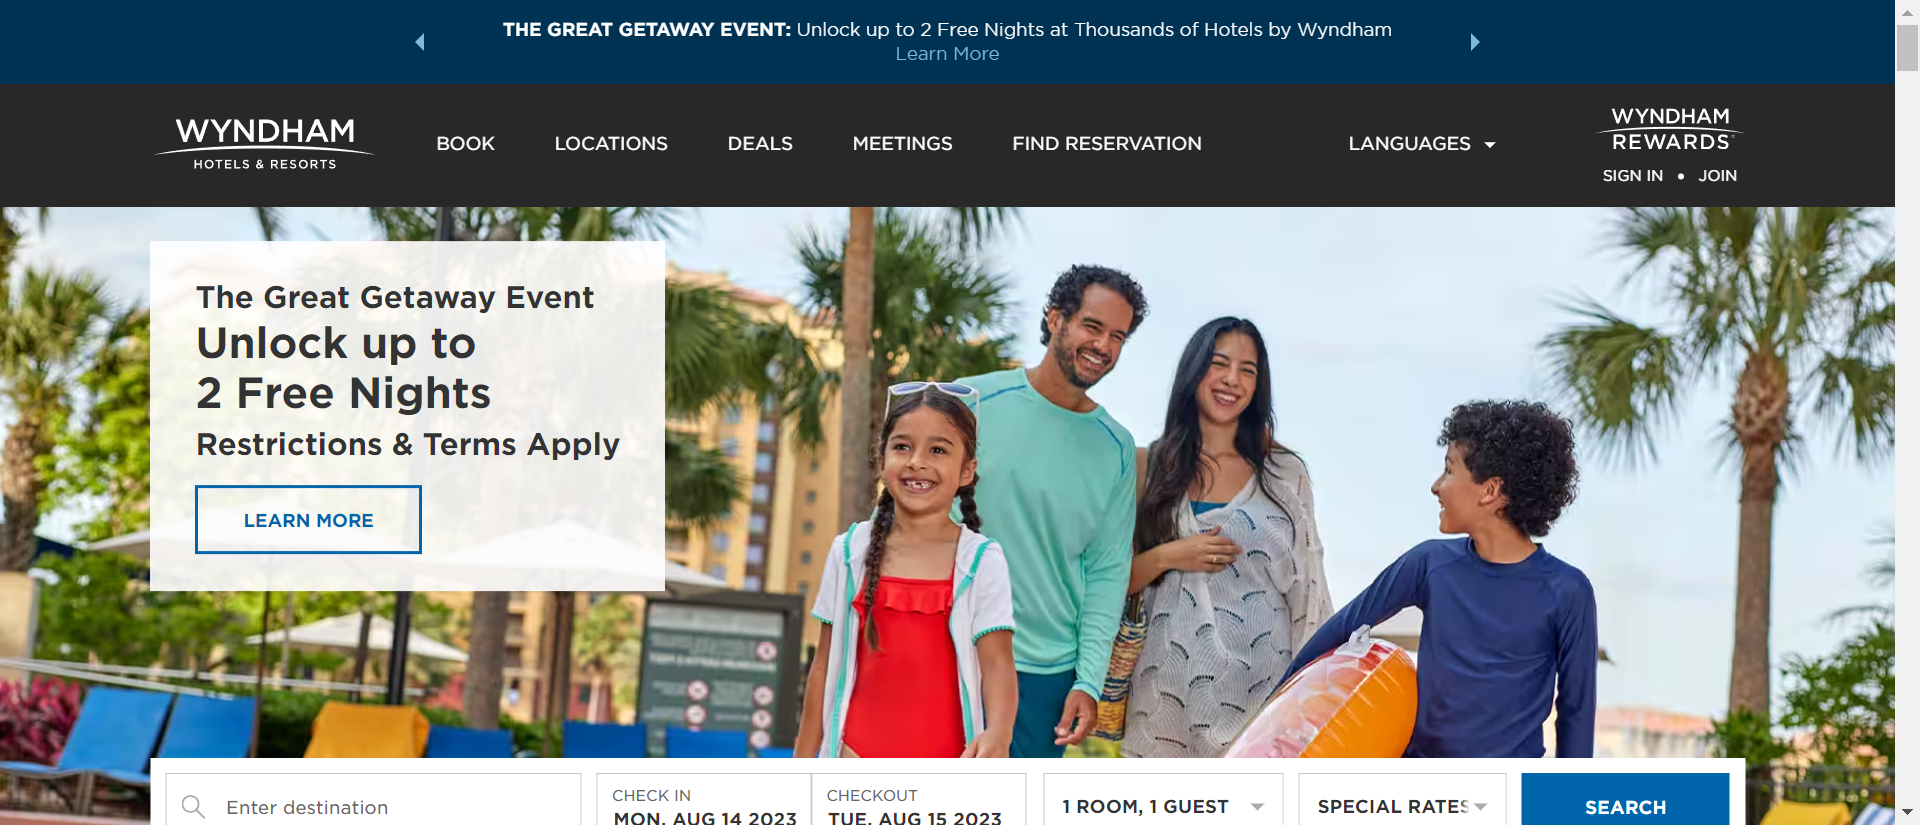 THE GREAT GETAWAY EVENT: Unlock up to 2 Free Nights at Thousands of Hotels by Wyndham
Learn More
WYNDHAM
HOTELS & RESORTS
BOOK
LOCATIONS
DEALS
MEETINGS
FIND RESERVATION
LANGUAGES
WYNDHAM
REWARDS
SIGN IN • JOIN
The Great Getaway Event
Unlock up to
2 Free Nights
Restrictions & Terms Apply
LEARN MORE
Enter destination
CHECK IN
MON, AUG 14 2023
CHECKOUT
TUE, AUG 15 2023
1 ROOM, 1 GUEST
SPECIAL RATES
SEARCH